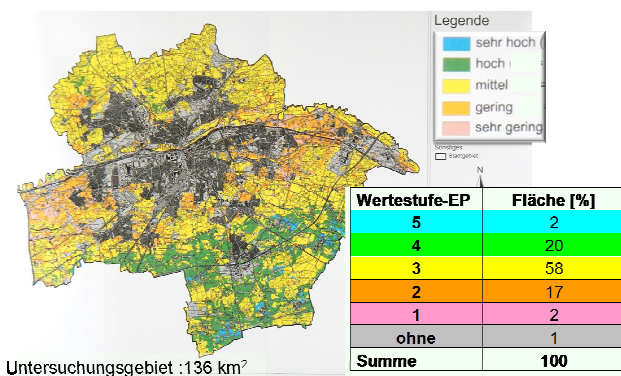 Legende
sehr hoch (
hoch
mittel
gering
sehr gering
Sonstiges
Stadtgebiet
N
Wertestufe-EP Fläche [%]
5 2
4 20
3 58
2 17
1 2
ohne 1
Summe 100
Untersuchungsgebiet :136 km²